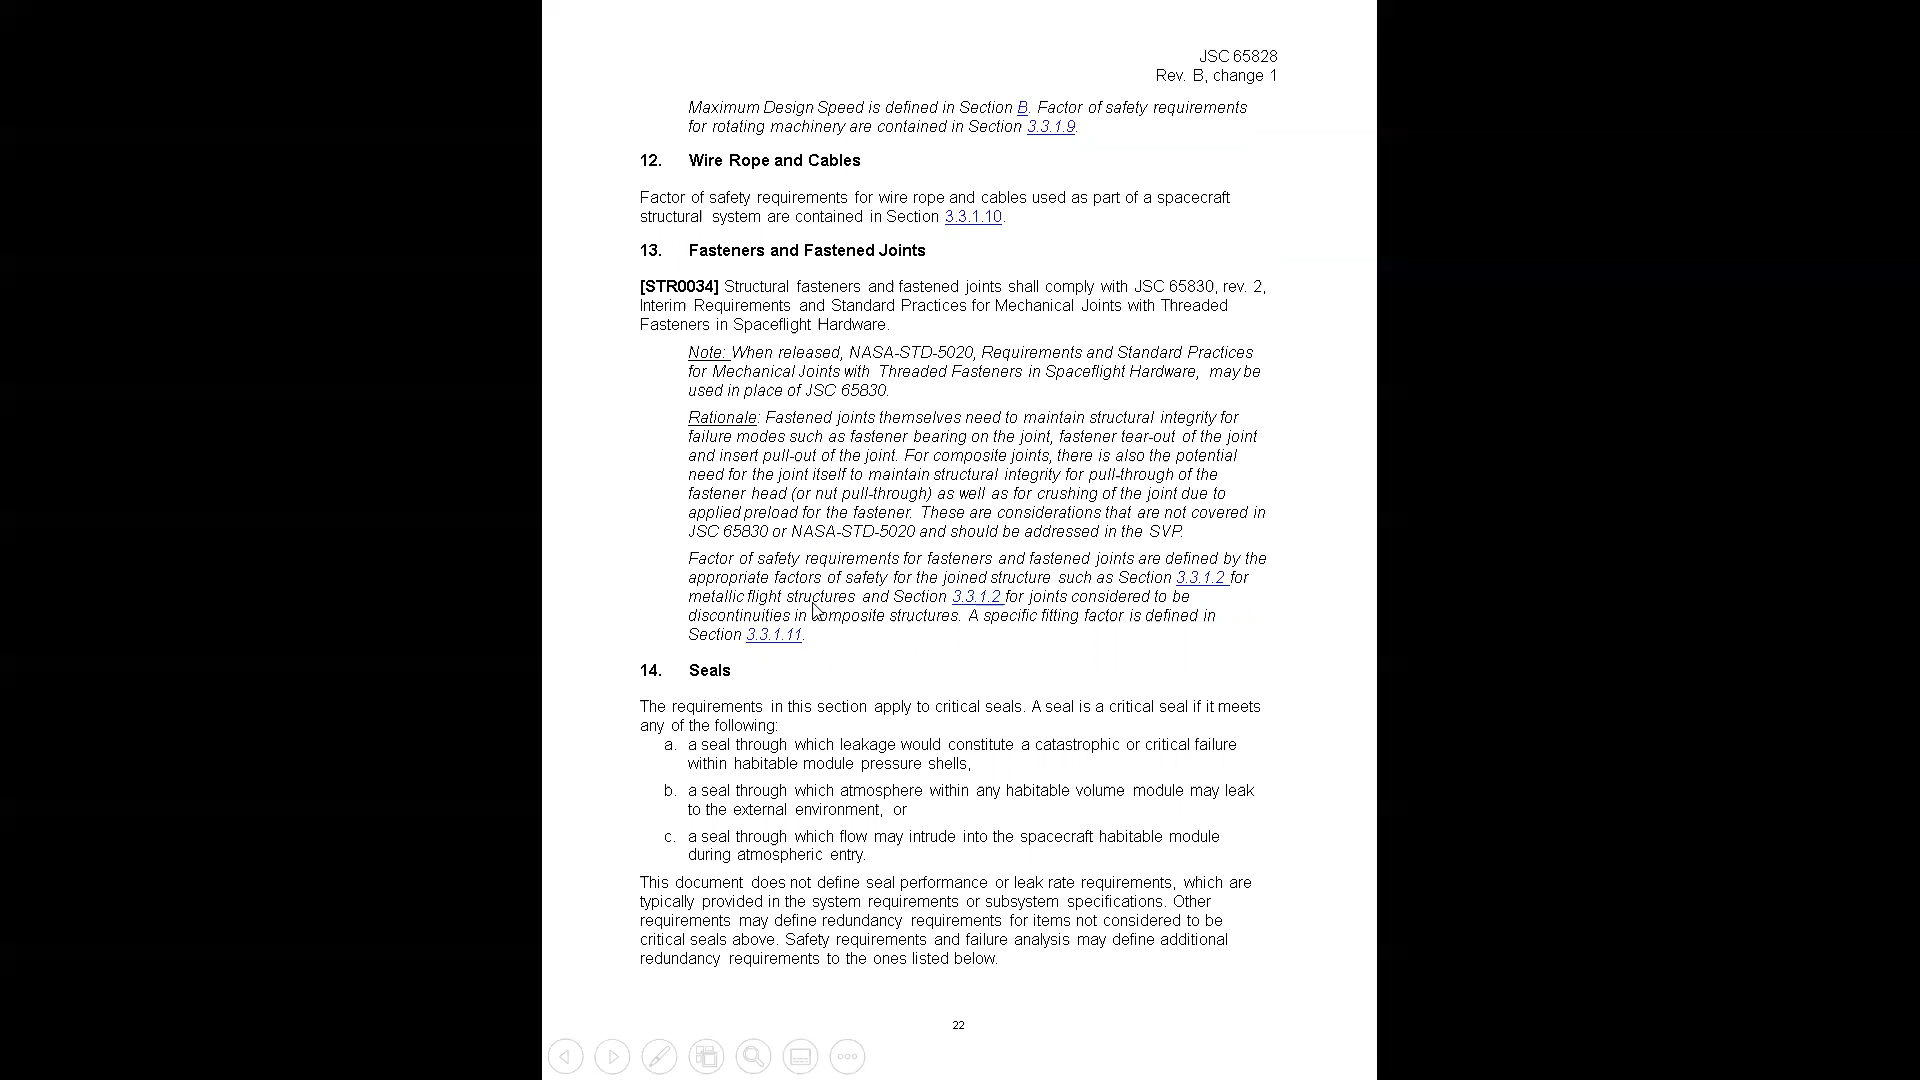 JSC 65828
Rev. B, change 1
Maximum Design Speed is defined in Section B. Factor of safety requirements
for rotating machinery are contained in Section 3.3.1.9.
12. Wire Rope and Cables
Factor of safety requirements for wire rope and cables used as part of a spacecraft
structural system are contained in Section 3.3.1.10.
13. Fasteners and Fastened Joints
[STR0034] Structural fasteners and fastened joints shall comply with JSC 65830, rev. 2,
Interim Requirements and Standard Practices for Mechanical Joints with Threaded
Fasteners in Spaceflight Hardware.
Note: When released, NASA-STD-5020, Requirements and Standard Practices
for Mechanical Joints with Threaded Fasteners in Spaceflight Hardware, may be
used in place of JSC 65830.
Rationale: Fastened joints themselves need to maintain structural integrity for
failure modes such as fastener bearing on the joint, fastener tear-out of the joint
and insert pull-out of the joint. For composite joints, there is also the potential
need for the joint itself to maintain structural integrity for pull-through of the
fastener head (or nut pull-through) as well as for crushing of the joint due to
applied preload for the fastener. These are considerations that are not covered in
JSC 65830 or NASA-STD-5020 and should be addressed in the SVP.
Factor of safety requirements for fasteners and fastened joints are defined by the
appropriate factors of safety for the joined structure such as Section 3.3.1.2 for
metallic flight structures and Section 3.3.1.2 for joints considered to be
discontinuities in composite structures. A specific fitting factor is defined in
Section 3.3.1.11.
14. Seals
The requirements in this section apply to critical seals. A seal is a critical seal if it meets
any of the following:
a. a seal through which leakage would constitute a catastrophic or critical failure
within habitable module pressure shells,
b. a seal through which atmosphere within any habitable volume module may leak
to the external environment, or
c. a seal through which flow may intrude into the spacecraft habitable module
during atmospheric entry.
This document does not define seal performance or leak rate requirements, which are
typically provided in the system requirements or subsystem specifications. Other
requirements may define redundancy requirements for items not considered to be
critical seals above. Safety requirements and failure analysis may define additional
redundancy requirements to the ones listed below.
22